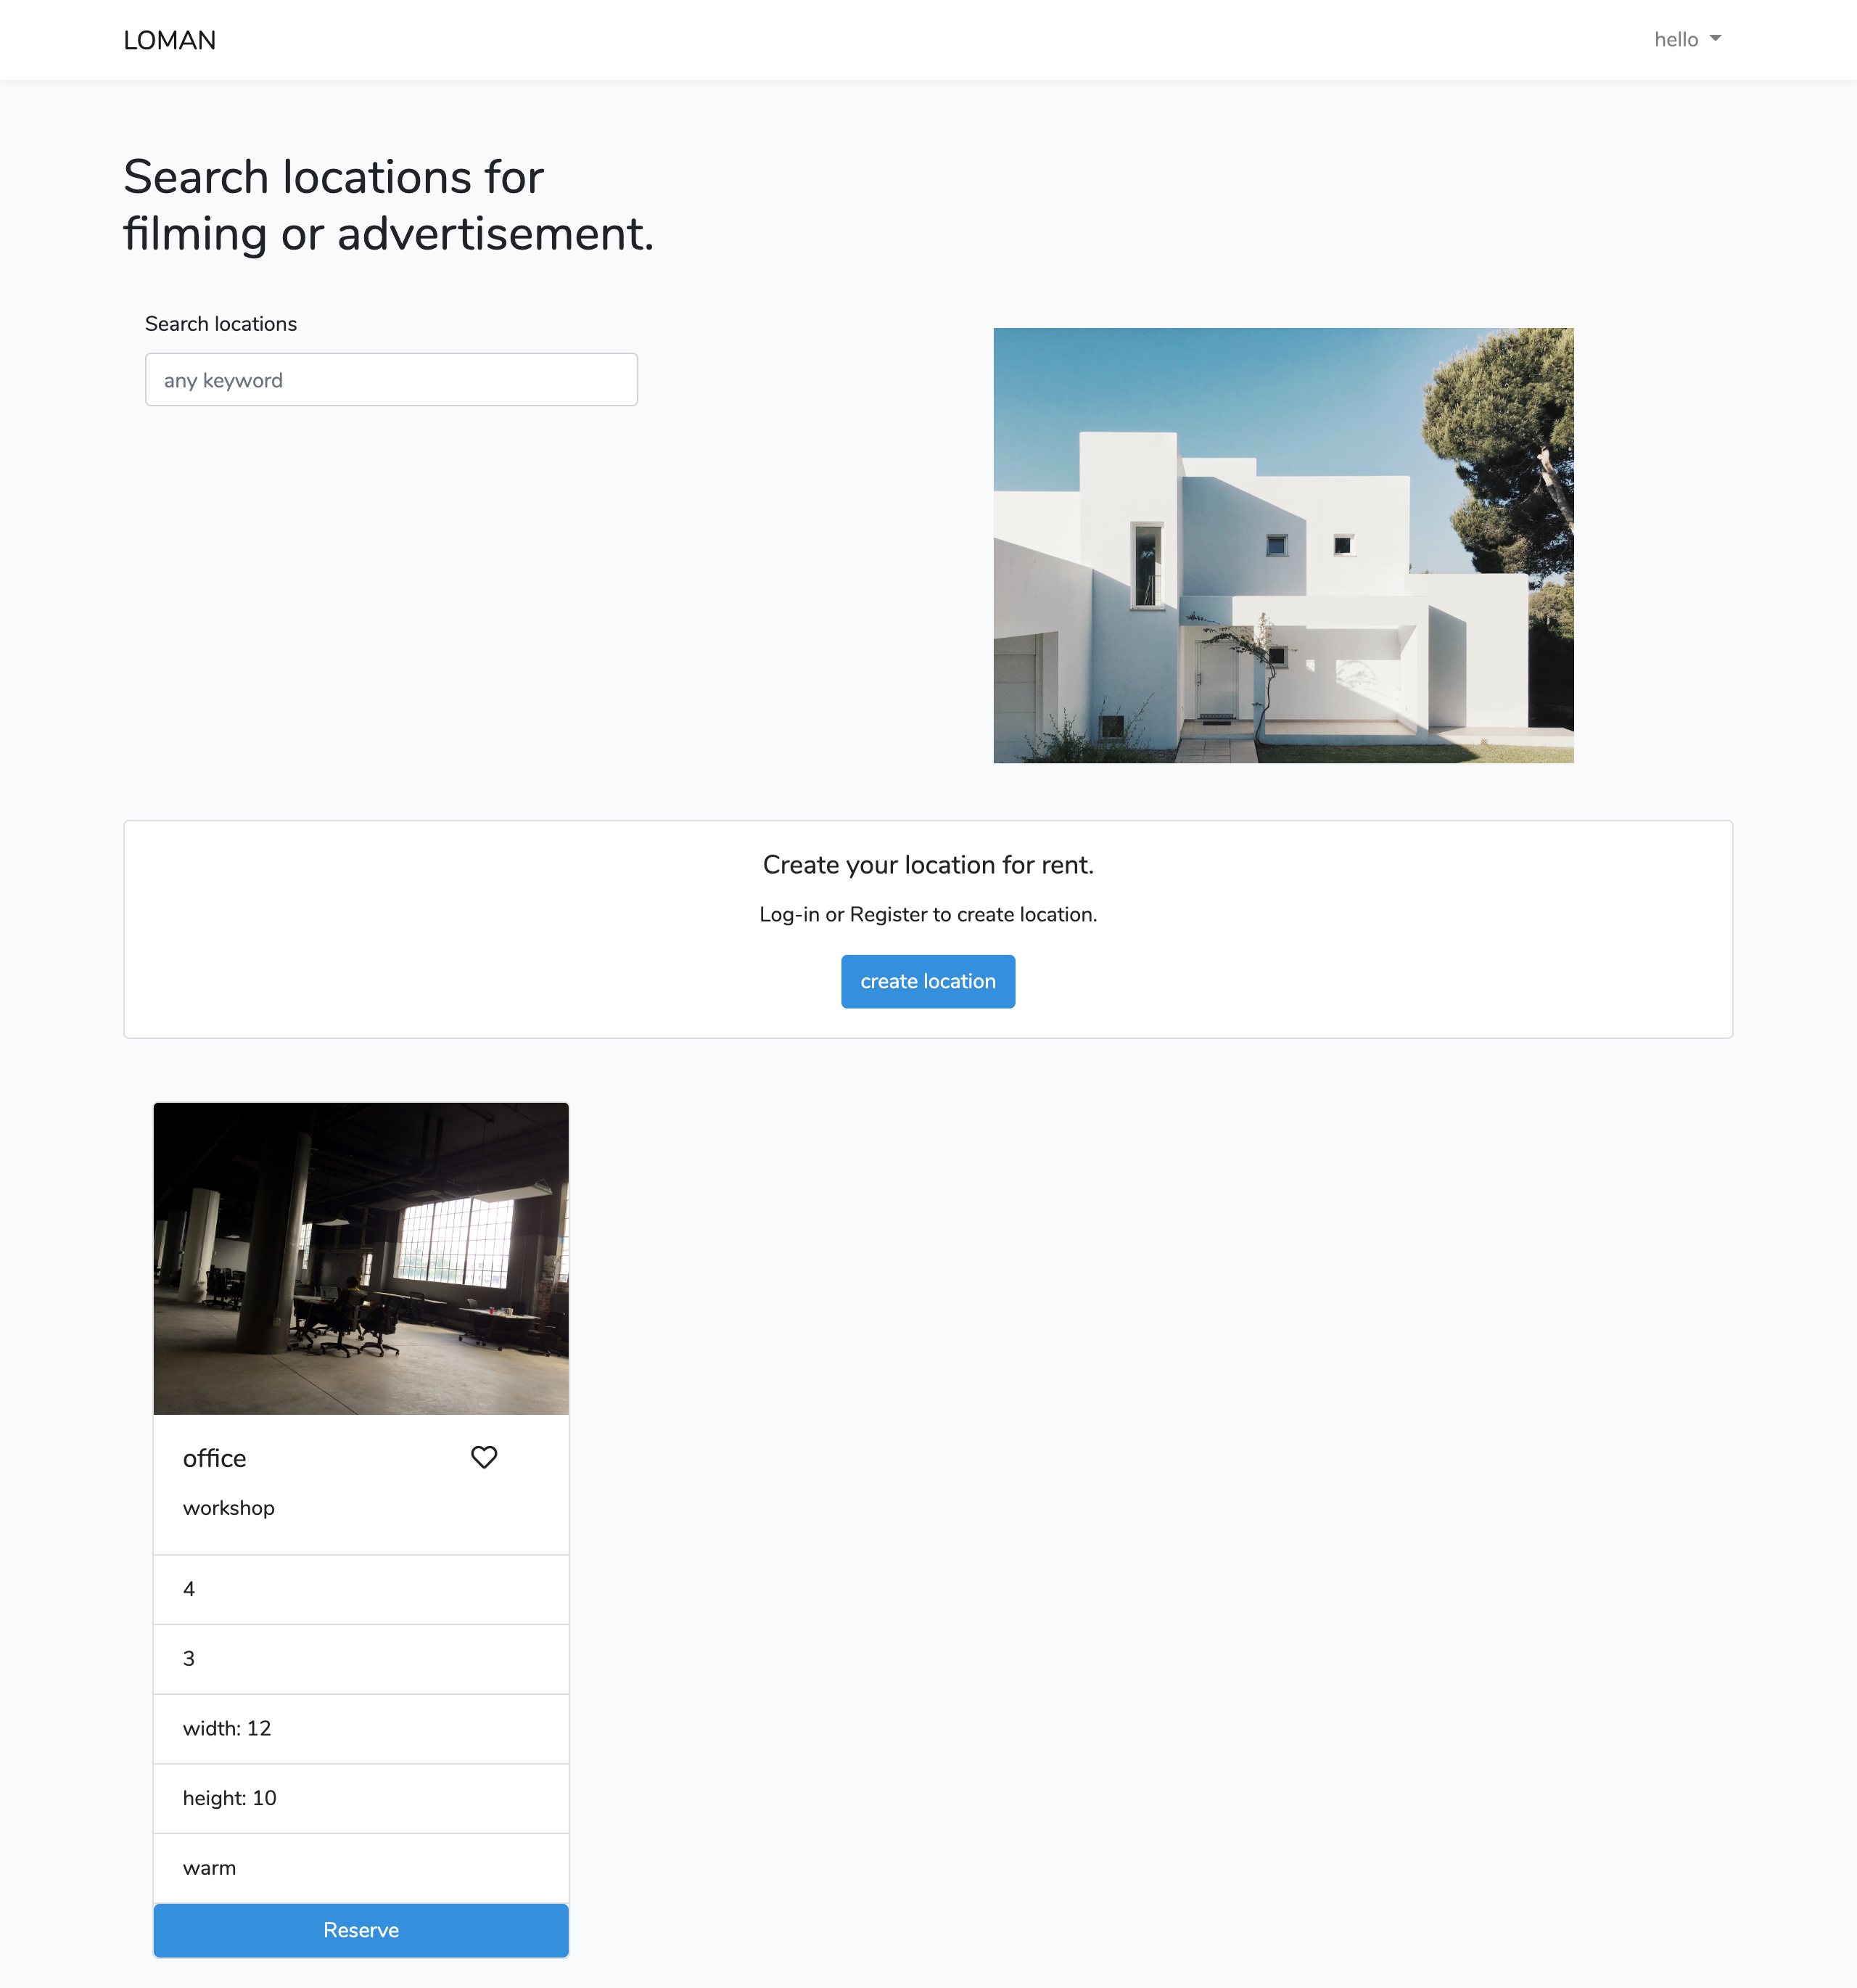 LOMAN
hello
Search locations for
filming or advertisement.
Search locations
any keyword
Create your location for rent.
Log-in or Register to create location.
create location
office
workshop
4
3
width: 12
height: 10
warm
Reserve